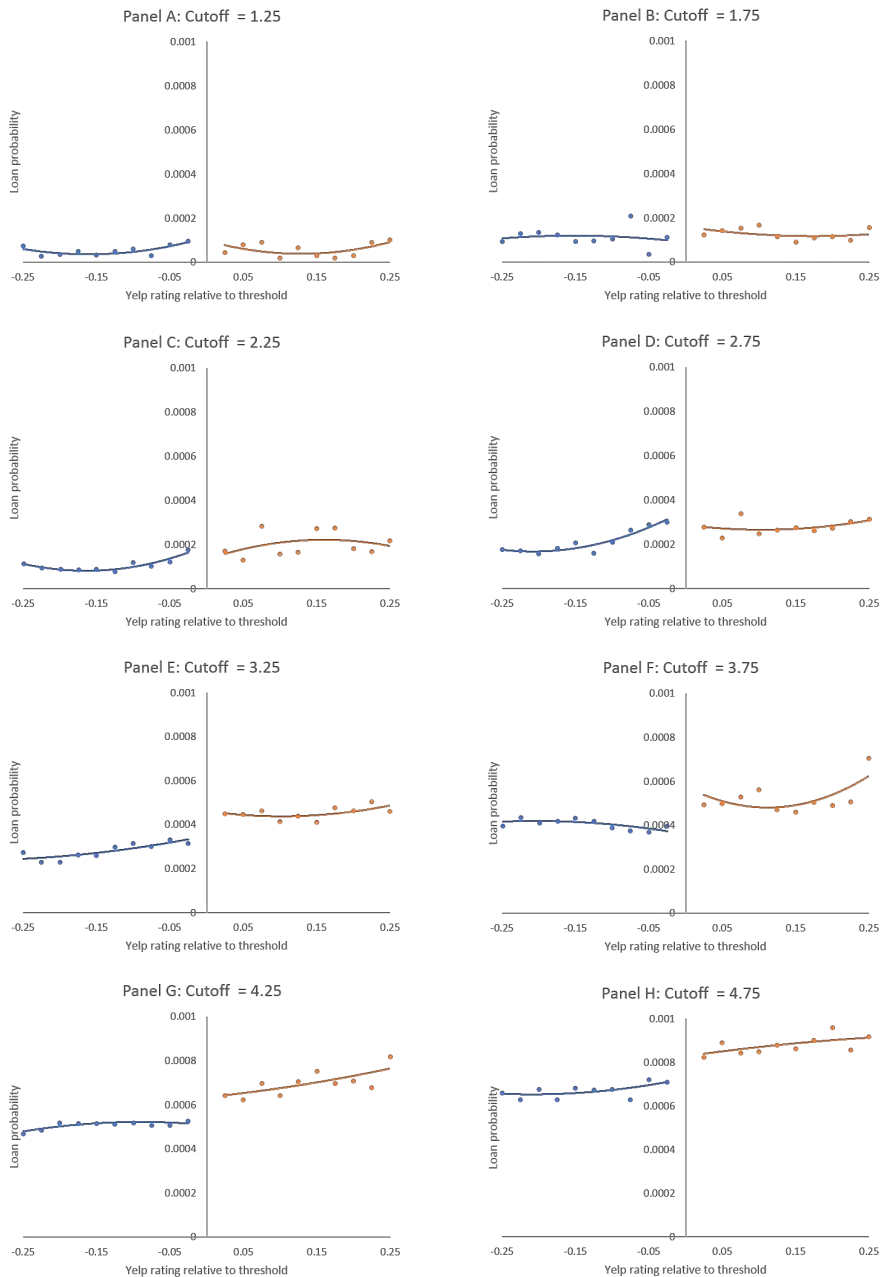 Panel A: Cutoff = 1.25
0.001
0.0008
0.0006
0.0004
0.0002
0
Loan probability
-0.25 -0.15 -0.05 0.05 0.15 0.25
Yelp rating relative to threshold
Panel B: Cutoff = 1.75
0.001
0.0008
0.0006
0.0004
0.0002
0
Loan probability
-0.25 -0.15 -0.05 0.05 0.15 0.25
Yelp rating relative to threshold
Panel C: Cutoff = 2.25
0.001
0.0008
0.0006
0.0004
0.0002
0
Loan probability
-0.25 -0.15 -0.05 0.05 0.15 0.25
Yelp rating relative to threshold
Panel D: Cutoff = 2.75
0.001
0.0008
0.0006
0.0004
0.0002
0
Loan probability
-0.25 -0.15 -0.05 0.05 0.15 0.25
Yelp rating relative to threshold
Panel E: Cutoff = 3.25
0.001
0.0008
0.0006
0.0004
0.0002
0
Loan probability
-0.25 -0.15 -0.05 0.05 0.15 0.25
Yelp rating relative to threshold
Panel F: Cutoff = 3.75
0.001
0.0008
0.0006
0.0004
0.0002
0
Loan probability
-0.25 -0.15 -0.05 0.05 0.15 0.25
Yelp rating relative to threshold
Panel G: Cutoff = 4.25
0.001
0.0008
0.0006
0.0004
0.0002
0
Loan probability
-0.25 -0.15 -0.05 0.05 0.15 0.25
Yelp rating relative to threshold
Panel H: Cutoff = 4.75
0.001
0.0008
0.0006
0.0004
0.0002
0
Loan probability
-0.25 -0.15 -0.05 0.05 0.15 0.25
Yelp rating relative to threshold